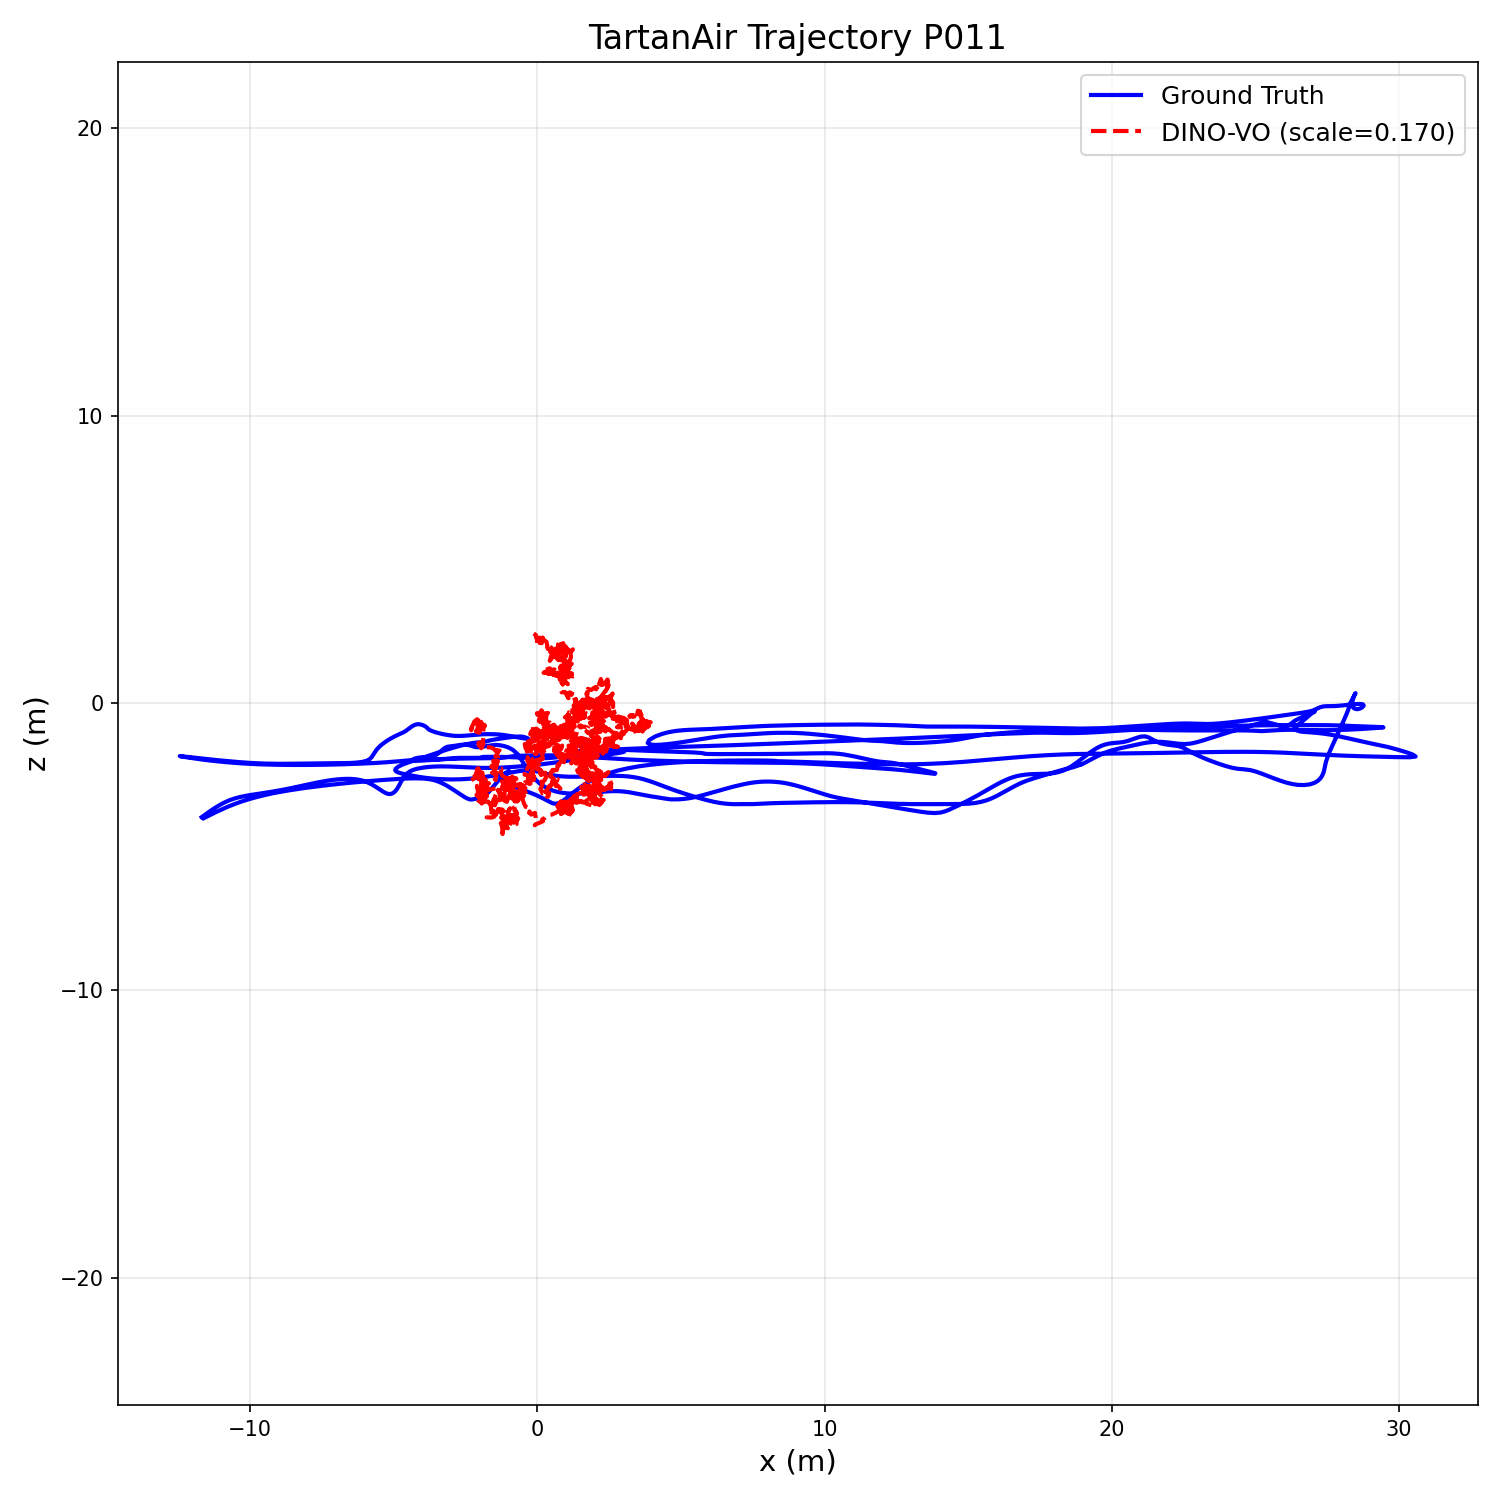 TartanAir Trajectory P011
Ground Truth
DINO-VO (scale=0.170)
20
10
0
−10
−20
z (m)
−10
0
10
20
30
x (m)